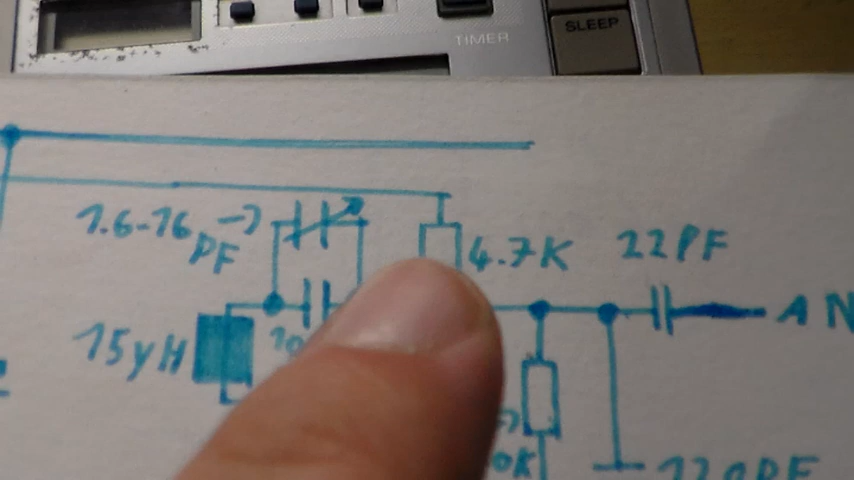 TIMER
SLEEP
1.6-16
PF
4.7K
22PF
15yH
AN